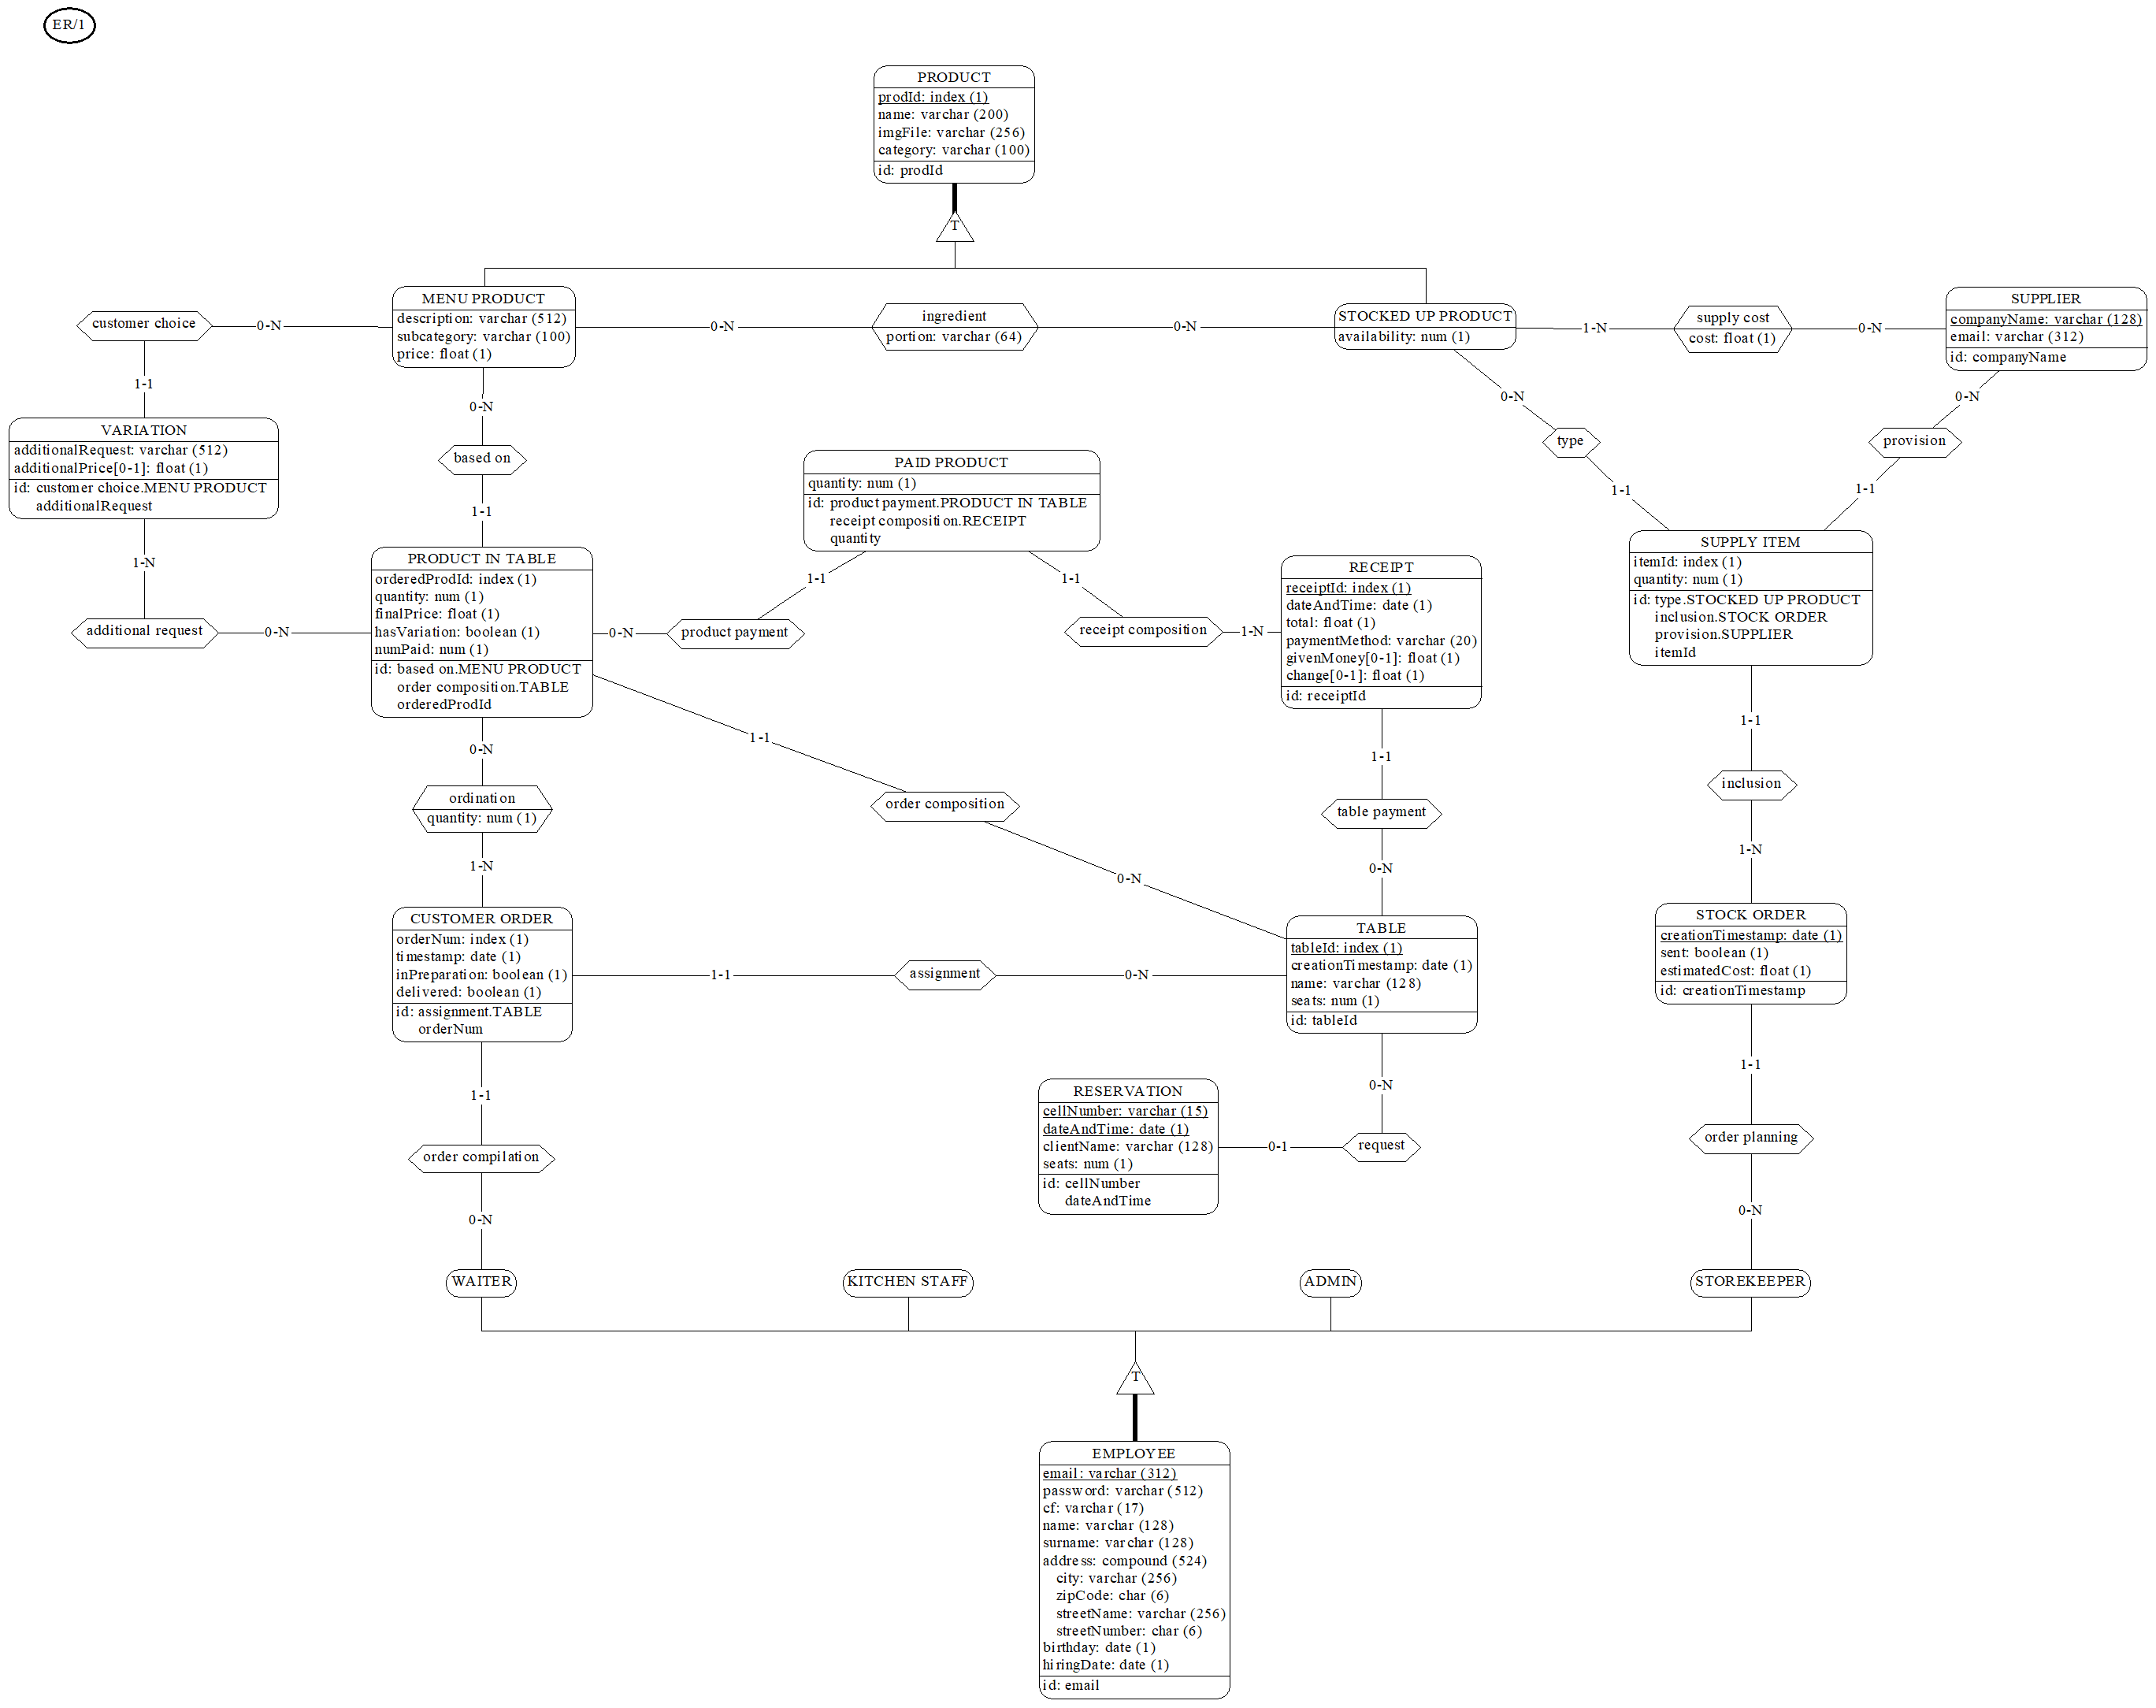 ER/1
PRODUCT
prodId: index (1)
name: varchar (200)
imgFile: varchar (256)
category: varchar (100)
id: prodId
T
MENU PRODUCT
description: varchar (512)
subcategory: varchar (100)
price: float (1)
customer choice
0-N
0-N
ingredient
portion: varchar (64)
0-N
STOCKED UP PRODUCT
availability: num (1)
1-N
supply cost
cost: float (1)
0-N
SUPPLIER
companyName: varchar (128)
email: varchar (312)
id: companyName
1-1
0-N
0-N
0-N
VARIATION
additionalRequest: varchar (512)
additionalPrice[0-1]: float (1)
id: customer choice.MENU PRODUCT
additionalRequest
based on
type
provision
1-1
1-1
1-1
PAID PRODUCT
quantity: num (1)
id: product payment.PRODUCT IN TABLE
receipt composition.RECEIPT
quantity
1-N
1-1
1-1
PRODUCT IN TABLE
orderedProdId: index (1)
quantity: num (1)
finalPrice: float (1)
hasVariation: boolean (1)
numPaid: num (1)
id: based on.MENU PRODUCT
order composition.TABLE
orderedProdId
additional request
0-N
0-N
product payment
receipt composition
1-N
RECEIPT
receiptId: index (1)
dateAndTime: date (1)
total: float (1)
paymentMethod: varchar (20)
givenMoney[0-1]: float (1)
change[0-1]: float (1)
id: receiptId
SUPPLY ITEM
itemId: index (1)
quantity: num (1)
id: type.STOCKED UP PRODUCT
inclusion.STOCK ORDER
provision.SUPPLIER
itemId
0-N
1-1
1-1
1-1
ordination
quantity: num (1)
order composition
table payment
inclusion
1-N
0-N
0-N
1-N
CUSTOMER ORDER
orderNum: index (1)
timestamp: date (1)
inPreparation: boolean (1)
delivered: boolean (1)
id: assignment.TABLE
orderNum
1-1
assignment
0-N
TABLE
tableId: index (1)
creationTimestamp: date (1)
name: varchar (128)
seats: num (1)
id: tableId
STOCK ORDER
creationTimestamp: date (1)
sent: boolean (1)
estimatedCost: float (1)
id: creationTimestamp
1-1
0-N
1-1
RESERVATION
cellNumber: varchar (15)
dateAndTime: date (1)
clientName: varchar (128)
seats: num (1)
id: cellNumber
dateAndTime
0-1
request
order compilation
order planning
0-N
0-N
WAITER
KITCHEN STAFF
ADMIN
STOREKEEPER
T
EMPLOYEE
email: varchar (312)
password: varchar (512)
cf: varchar (17)
name: varchar (128)
surname: varchar (128)
address: compound (524)
city: varchar (256)
zipCode: char (6)
streetName: varchar (256)
streetNumber: char (6)
birthday: date (1)
hiringDate: date (1)
id: email